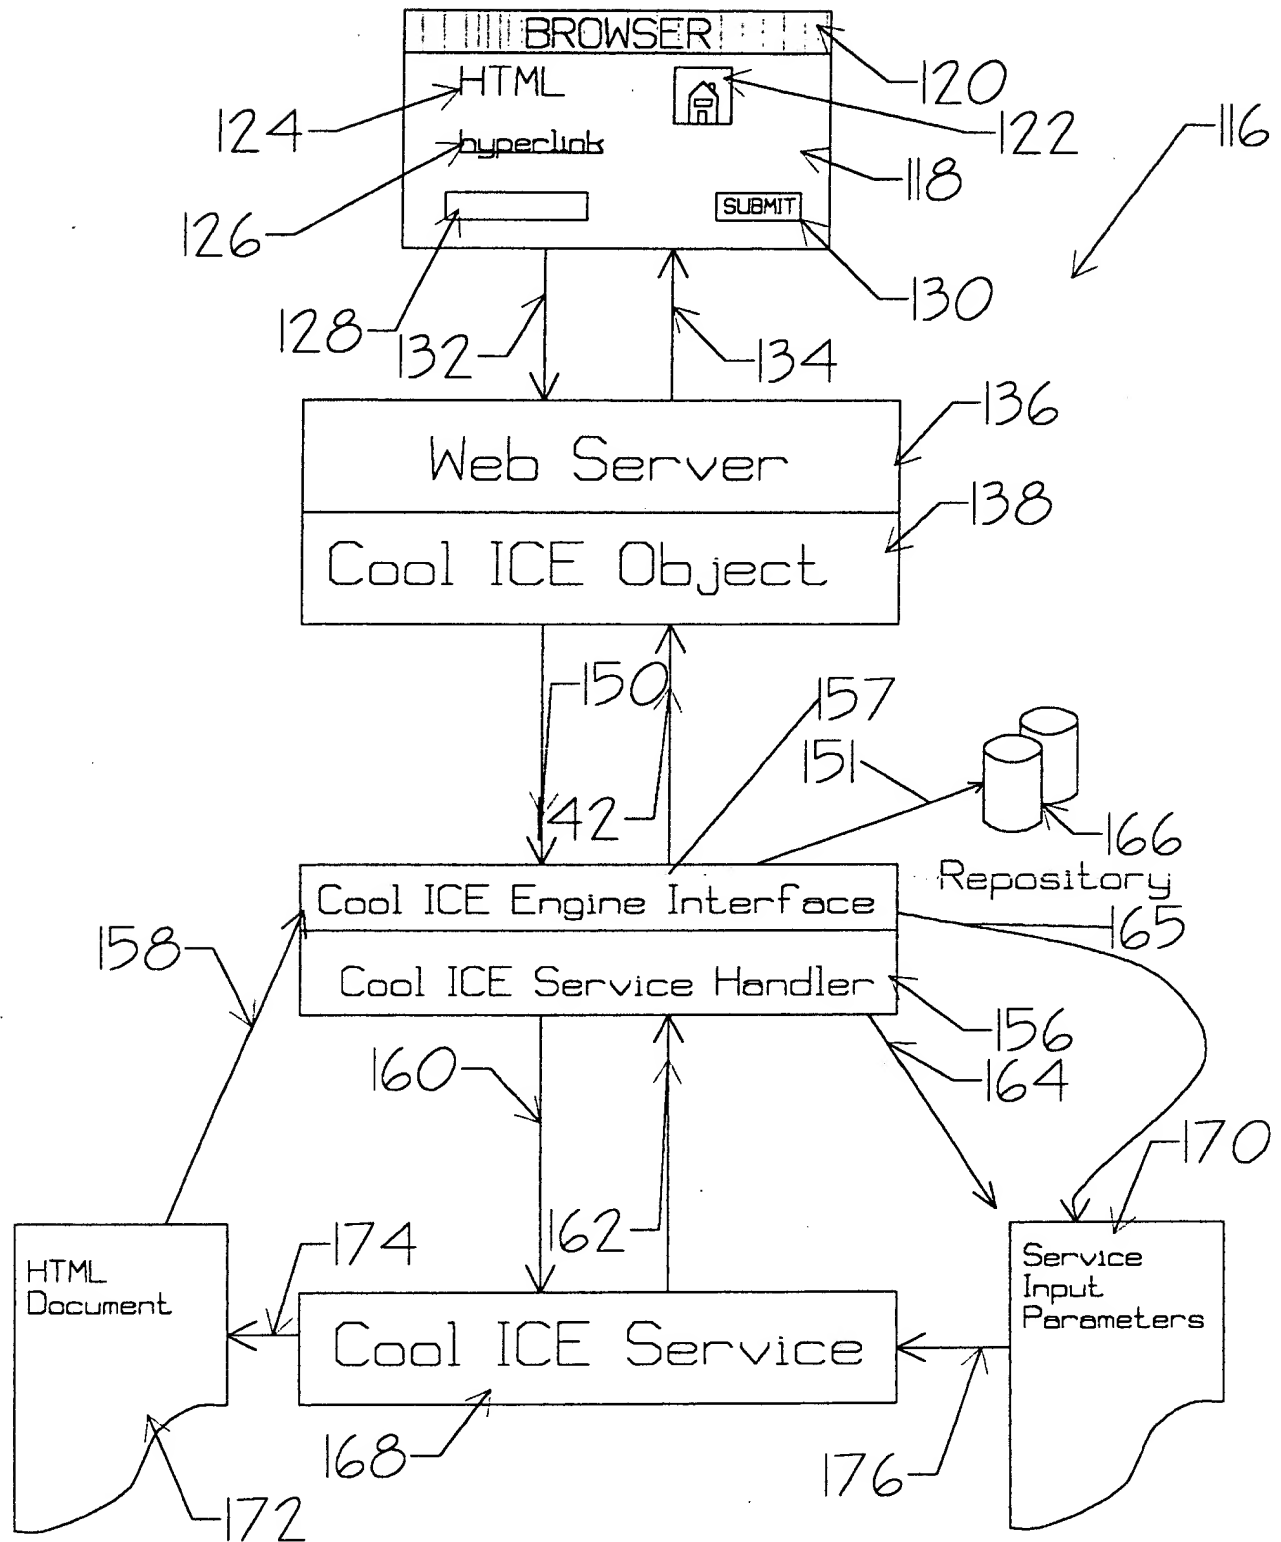 BROWSER
HTML
120
124
122
116
hyperlink
118
126
SUBMIT
130
128
132
134
136
Web Server
138
Cool ICE Object
150
157
151
142
166
Repository
Cool ICE Engine Interface
165
158
Cool ICE Service Handler
156
160
164
170
162
174
HTML
Document
Service
Input
Parameters
Cool ICE Service
168
176
172